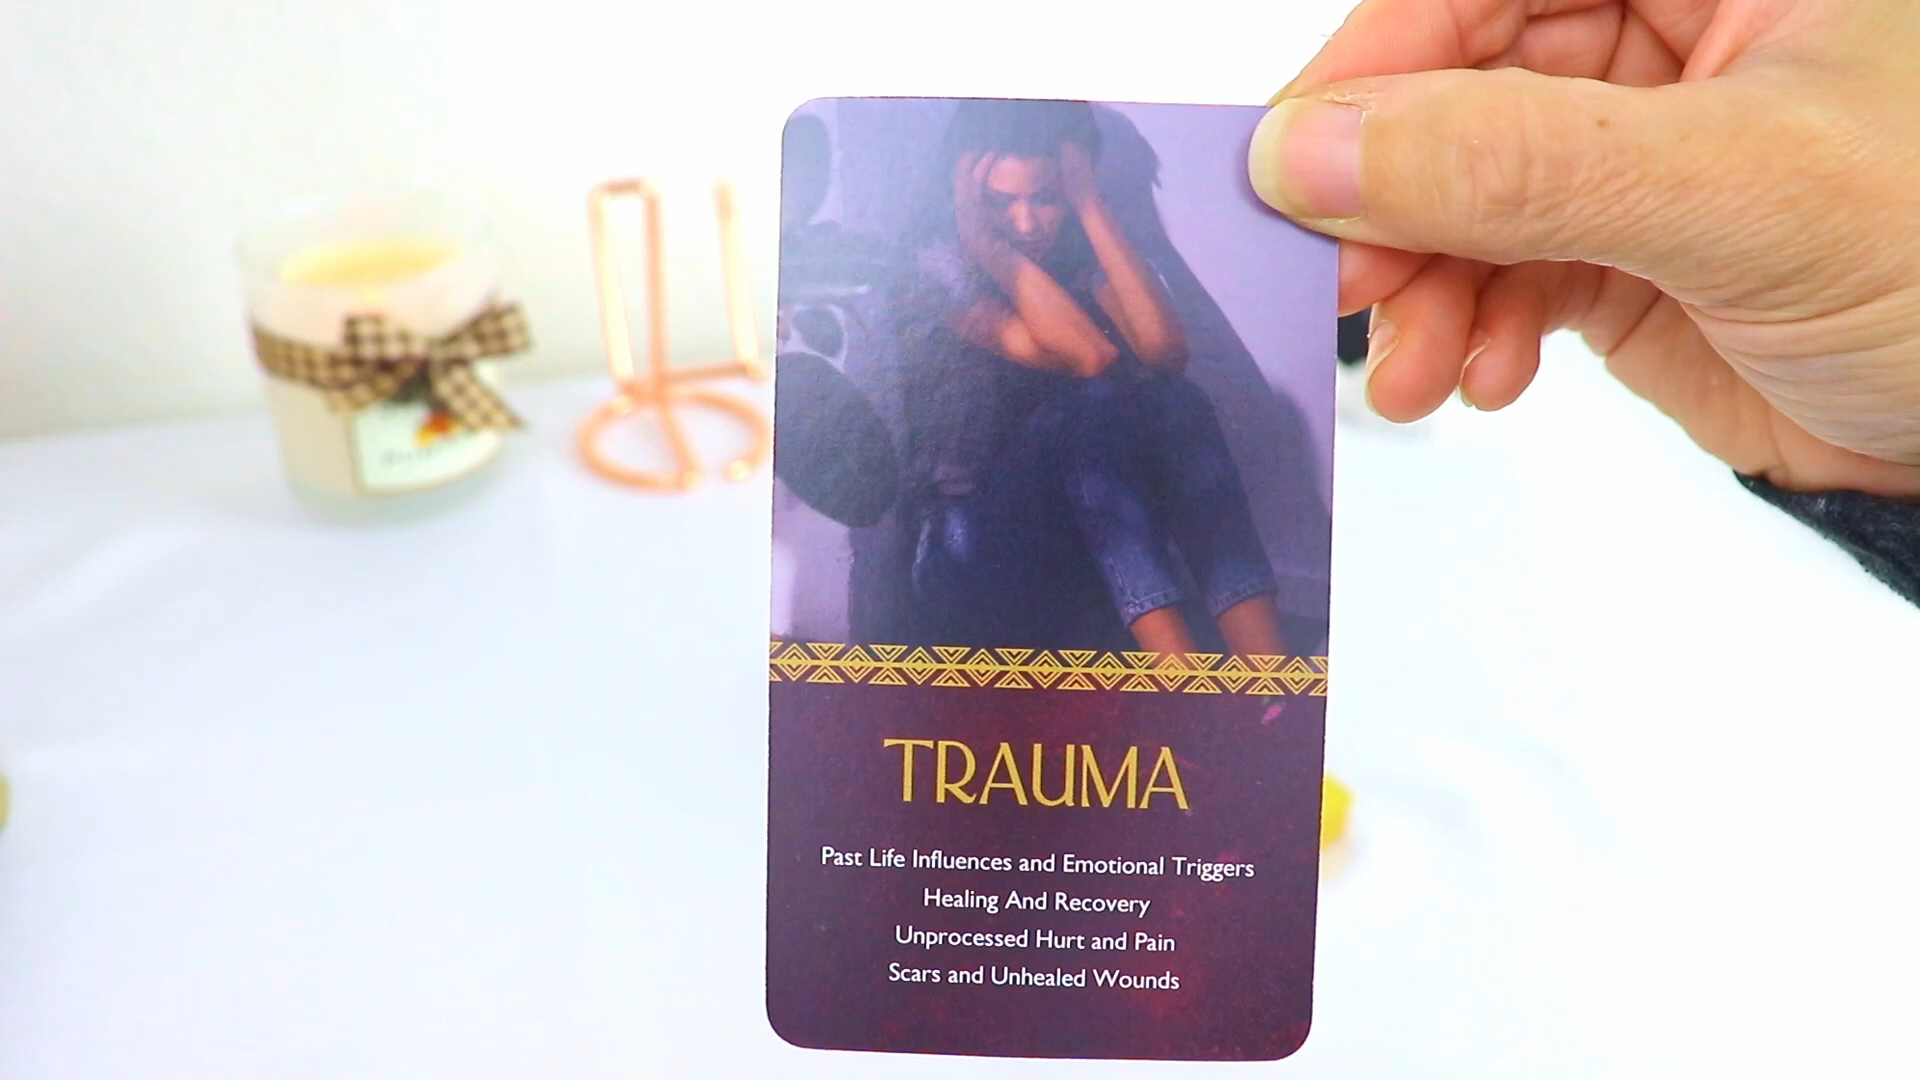 TRAUMA
Past Life Influences and Emotional Triggers
Healing And Recovery
Unprocessed Hurt and Pain
Scars and Unhealed Wounds